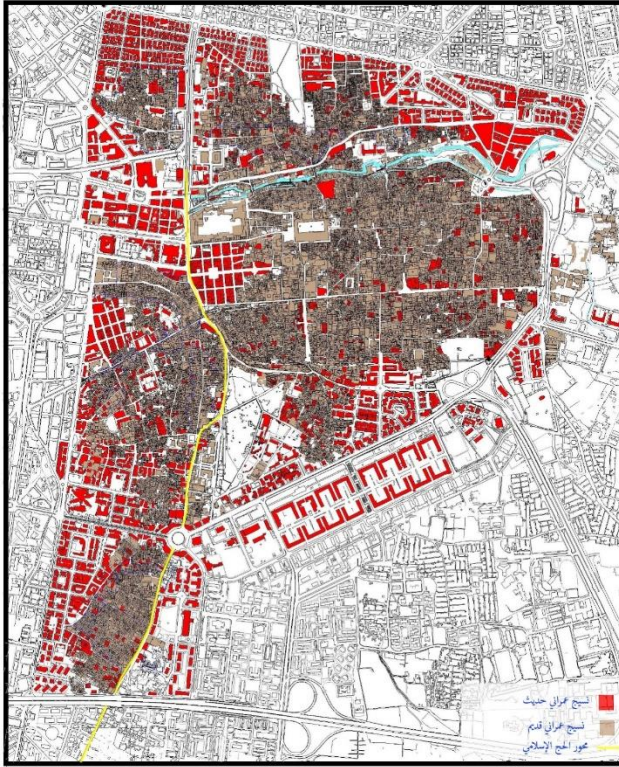 نسيج عمراني حديث
نسيج عمراني قديم
محور الحج الإسلامي